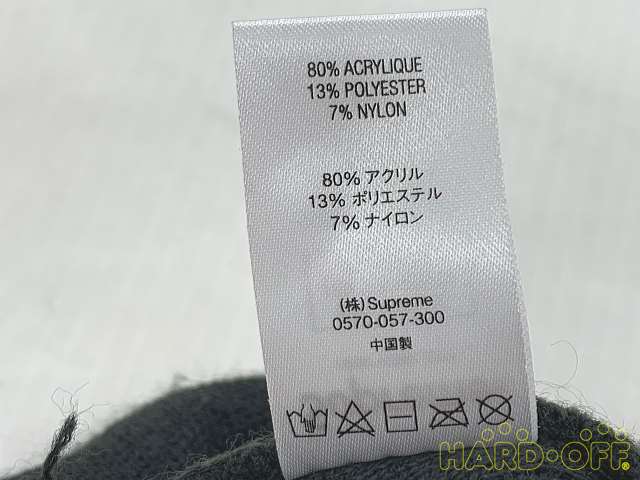 80% ACRYLIQUE
13% POLYESTER
7% NYLON
80% アクリル
13% ポリエステル
7% ナイロン
(株) Supreme
0570-057-300
中国製
HARD-OFF